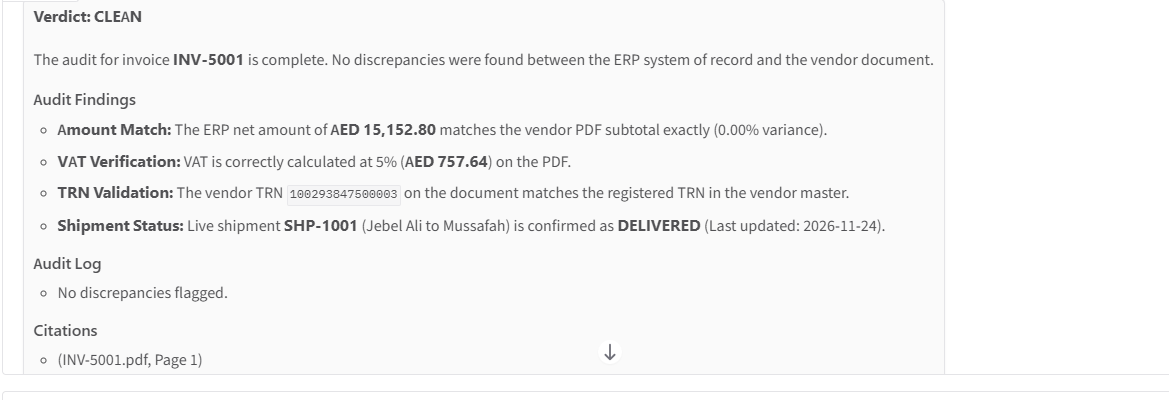 Verdict: CLEAN
The audit for invoice INV-5001 is complete. No discrepancies were found between the ERP system of record and the vendor document.
Audit Findings
Amount Match: The ERP net amount of AED 15,152.80 matches the vendor PDF subtotal exactly (0.00% variance).
VAT Verification: VAT is correctly calculated at 5% (AED 757.64) on the PDF.
TRN Validation: The vendor TRN 100293847500003 on the document matches the registered TRN in the vendor master.
Shipment Status: Live shipment SHP-1001 (Jebel Ali to Mussafah) is confirmed as DELIVERED (Last updated: 2026-11-24).
Audit Log
No discrepancies flagged.
Citations
(INV-5001.pdf, Page 1)